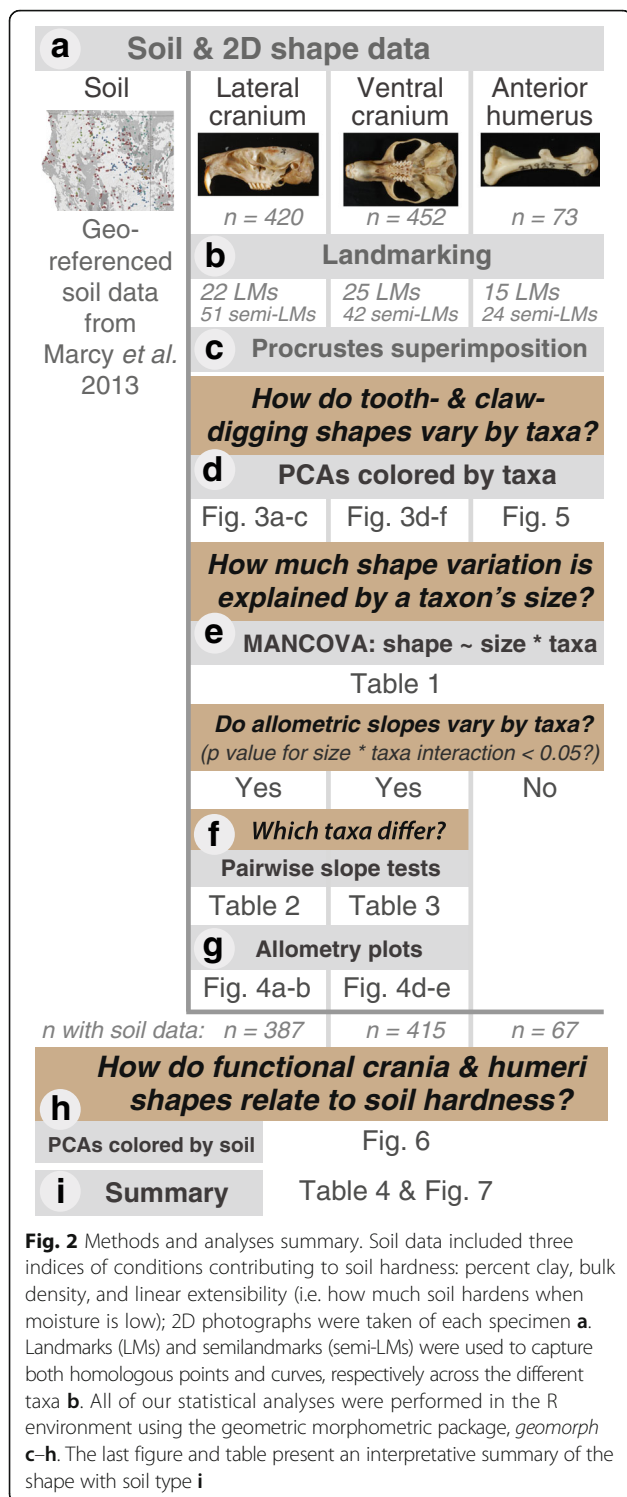 a Soil & 2D shape data
Soil
Lateral cranium
Ventral cranium
Anterior humerus
n = 420
n = 452
n = 73
Geo-
referenced
soil data
from
Marcy et al.
2013
b Landmarking
22 LMs 25 LMs 15 LMs
51 semi-LMs 42 semi-LMs 24 semi-LMs
c Procrustes superimposition
How do tooth- & claw-
digging shapes vary by taxa?
d PCAs colored by taxa
Fig. 3a-c Fig. 3d-f Fig. 5
How much shape variation is
explained by a taxon's size?
e MANCOVA: shape ~ size * taxa
Table 1
Do allometric slopes vary by taxa?
(p value for size * taxa interaction < 0.05?)
Yes Yes No
f Which taxa differ?
Pairwise slope tests
Table 2 Table 3
g Allometry plots
Fig. 4a-b Fig. 4d-e
n with soil data: n = 387 n = 415 n = 67
How do functional crania & humeri
shapes relate to soil hardness?
h
PCAs colored by soil Fig. 6
i Summary Table 4 & Fig. 7
Fig. 2 Methods and analyses summary. Soil data included three
indices of conditions contributing to soil hardness: percent clay, bulk
density, and linear extensibility (i.e. how much soil hardens when
moisture is low); 2D photographs were taken of each specimen a.
Landmarks (LMs) and semilandmarks (semi-LMs) were used to capture
both homologous points and curves, respectively across the different
taxa b. All of our statistical analyses were performed in the R
environment using the geometric morphometric package, geomorph
c–h. The last figure and table present an interpretative summary of the
shape with soil type i